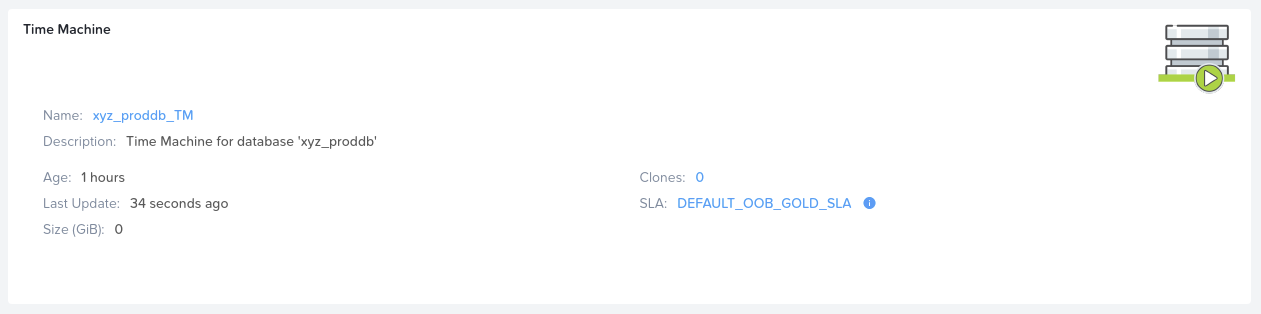 Time Machine
Name: xyz_proddb_TM
Description: Time Machine for database 'xyz_proddb'
Age: 1 hours
Clones: 0
Last Update: 34 seconds ago
SLA: DEFAULT_OOB_GOLD_SLA
Size (GiB): 0